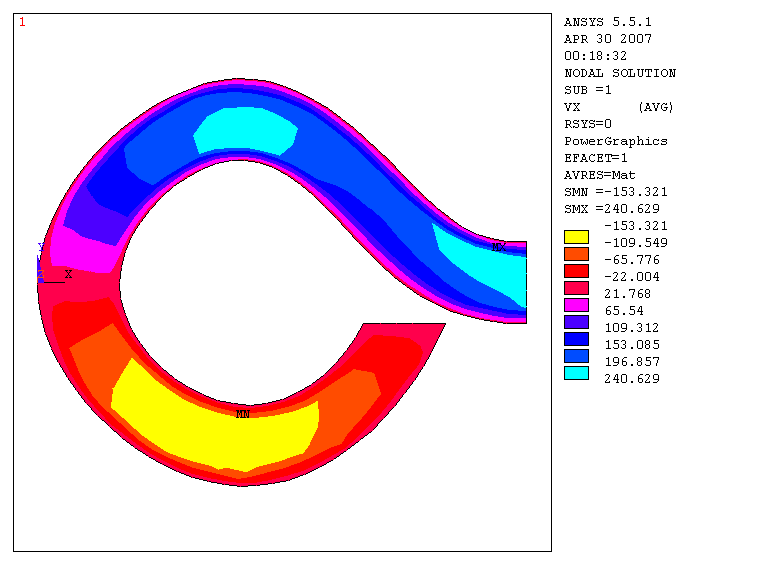 1
ANSYS 5.5.1
APR 30 2007
00:18:32
NODAL SOLUTION
SUB =1
VX (AVG)
RSYS=0
PowerGraphics
EFACET=1
AVRES=Mat
SMN =-153.321
SMX =240.629
-153.321
-109.549
-65.776
-22.004
21.768
65.54
109.312
153.085
196.857
240.629
MX
Y
X
MN